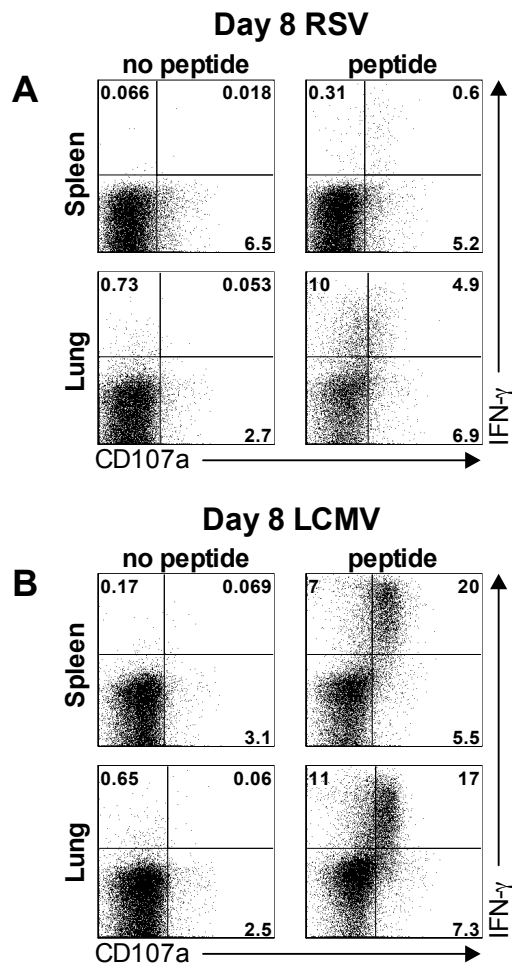 Day 8 RSV
no peptide peptide
A
Spleen
0.066 0.018
6.5
0.31 0.6
5.2
Lung
0.73 0.053
2.7
10 4.9
6.9
IFN-γ
CD107a
Day 8 LCMV
no peptide peptide
B
Spleen
0.17 0.069
3.1
7 20
5.5
Lung
0.65 0.06
2.5
11 17
7.3
IFN-γ
CD107a